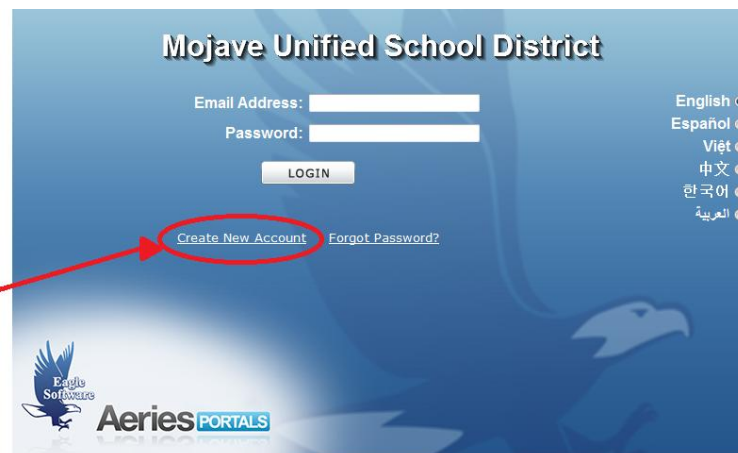 Mojave Unified School District
Email Address:
Password:
LOGIN
Create New Account
Forgot Password?
English
Español
Việt
中文
한국어
العربية
Eagle
Software
Aeries PORTALS